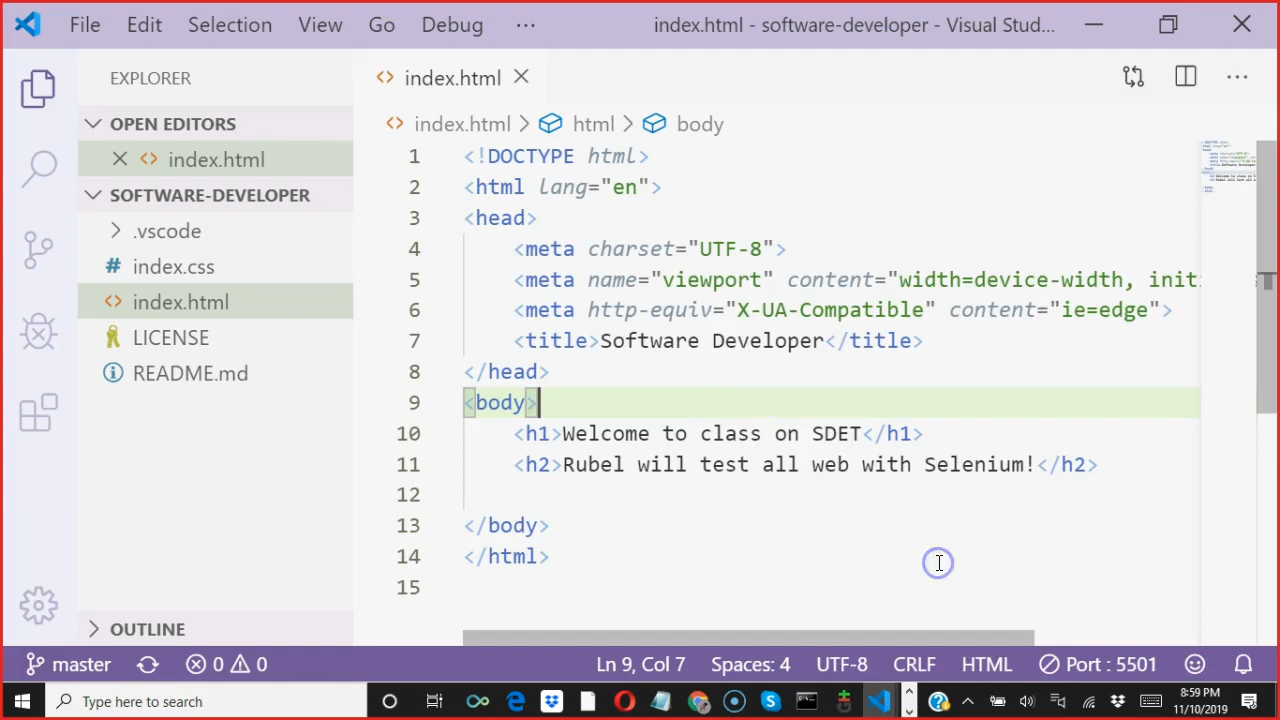 File Edit Selection View Go Debug ··· index.html - software-developer - Visual Stud...
EXPLORER
OPEN EDITORS
index.html
SOFTWARE-DEVELOPER
.vscode
# index.css
index.html
LICENSE
README.md
OUTLINE
index.html
index.html > html > body
1 <!DOCTYPE html>
2 <html lang="en">
3 <head>
4 <meta charset="UTF-8">
5 <meta name="viewport" content="width=device-width, initi
6 <meta http-equiv="X-UA-Compatible" content="ie=edge">
7 <title>Software Developer</title>
8 </head>
9 <body>
10 <h1>Welcome to class on SDET</h1>
11 <h2>Rubel will test all web with Selenium!</h2>
12
13 </body>
14 </html>
15
master 0 0 Ln 9, Col 7 Spaces: 4 UTF-8 CRLF HTML Port : 5501
Type here to search
8:59 PM
11/10/2019